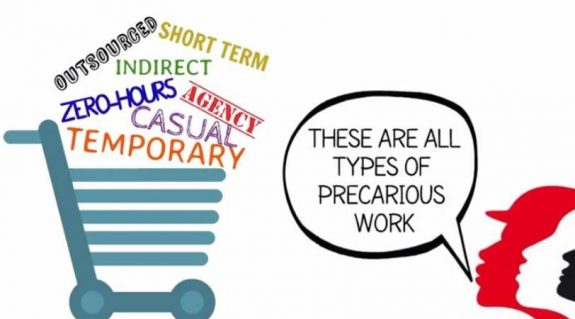 OUTSOURCED
SHORT TERM
INDIRECT
ZERO-HOURS
AGENCY
CASUAL
TEMPORARY
THESE ARE ALL
TYPES OF
PRECARIOUS
WORK